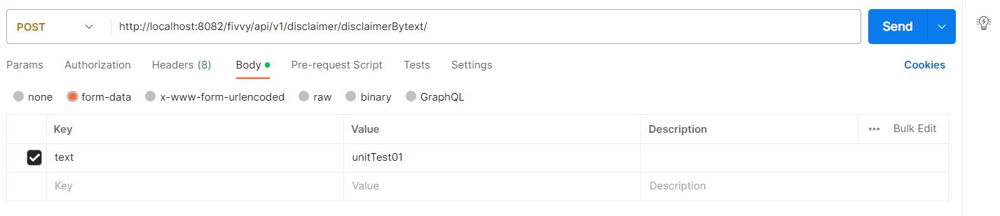 POST http://localhost:8082/fivvy/api/v1/disclaimer/disclaimerBytext/ Send
Params Authorization Headers (8) Body Pre-request Script Tests Settings Cookies
none form-data x-www-form-urlencoded raw binary GraphQL
Key Value Description ••• Bulk Edit
text unitTest01
Key Value Description